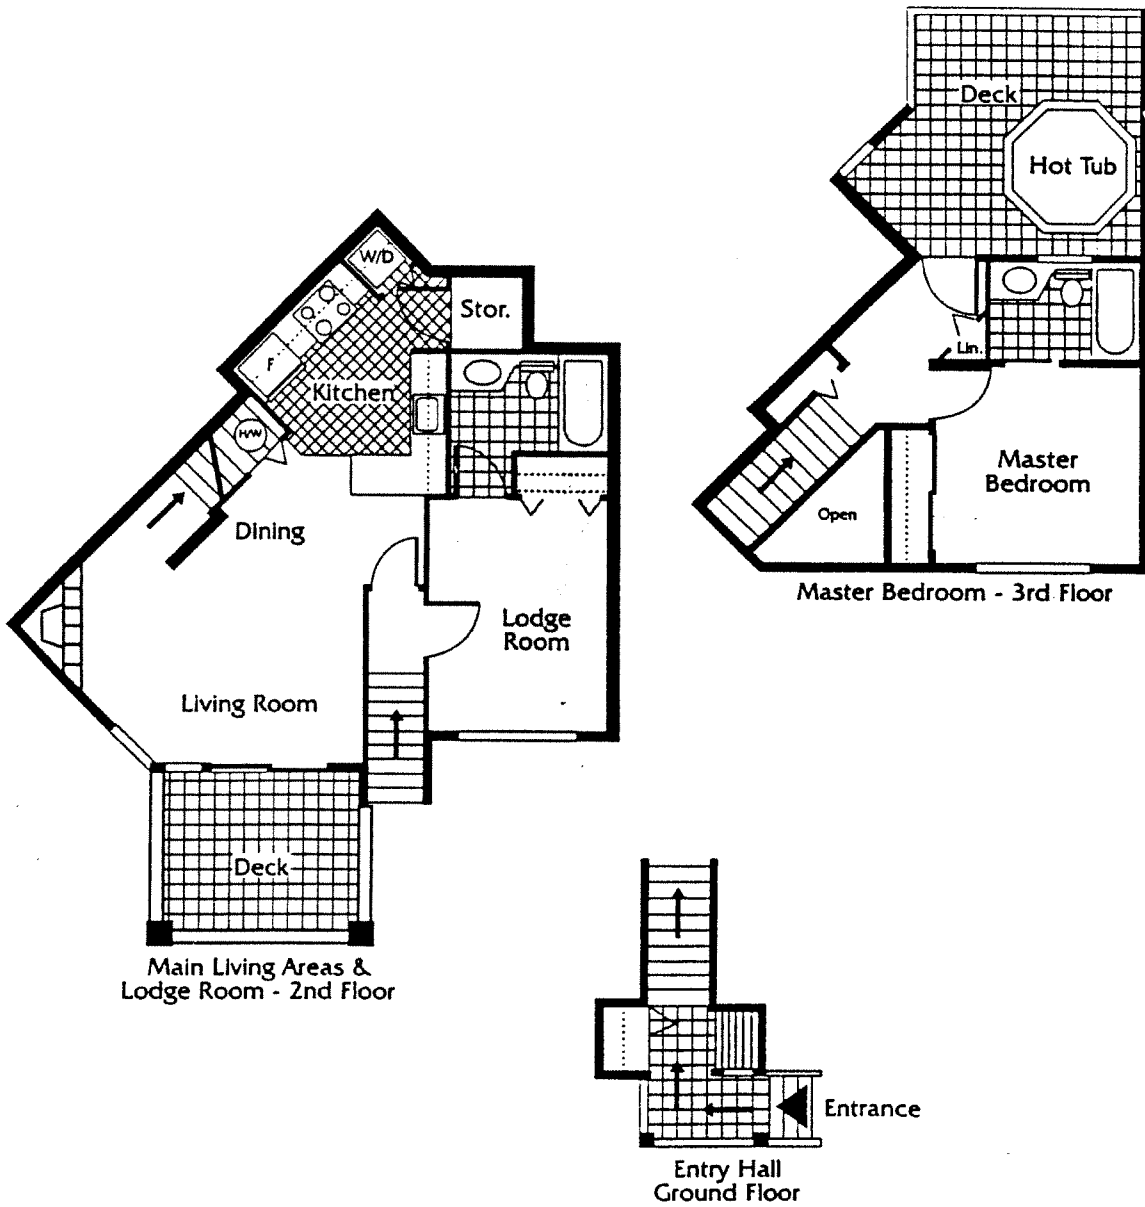 Deck
Hot Tub
W/D
Stor.
Lin.
F
Kitchen
H/W
Master
Bedroom
Open
Dining
Master Bedroom - 3rd Floor
Lodge
Room
Living Room
Deck
Main Living Areas &
Lodge Room - 2nd Floor
Entrance
Entry Hall
Ground Floor